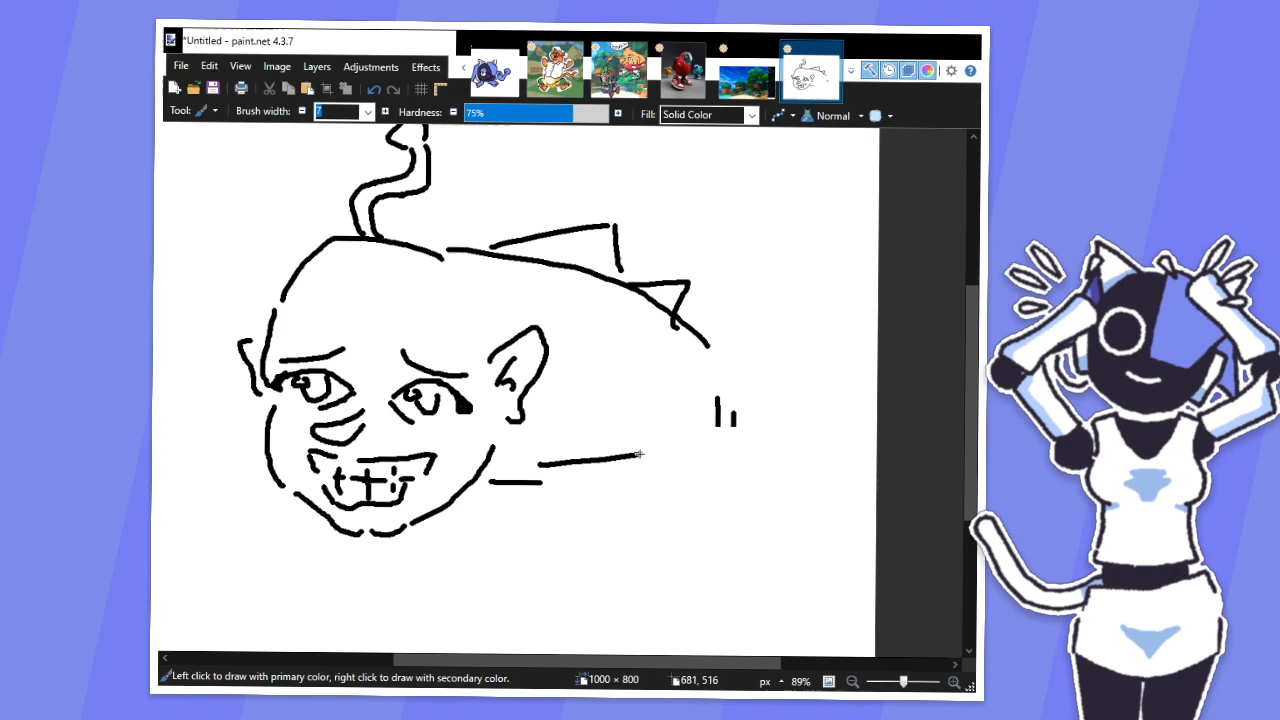 *Untitled - paint.net 4.3.7
File Edit View Image Layers Adjustments Effects
Tool: Brush width: 7 Hardness: 75% Fill: Solid Color Normal
Left click to draw with primary color, right click to draw with secondary color. 1000 × 800 681, 516 px 89%